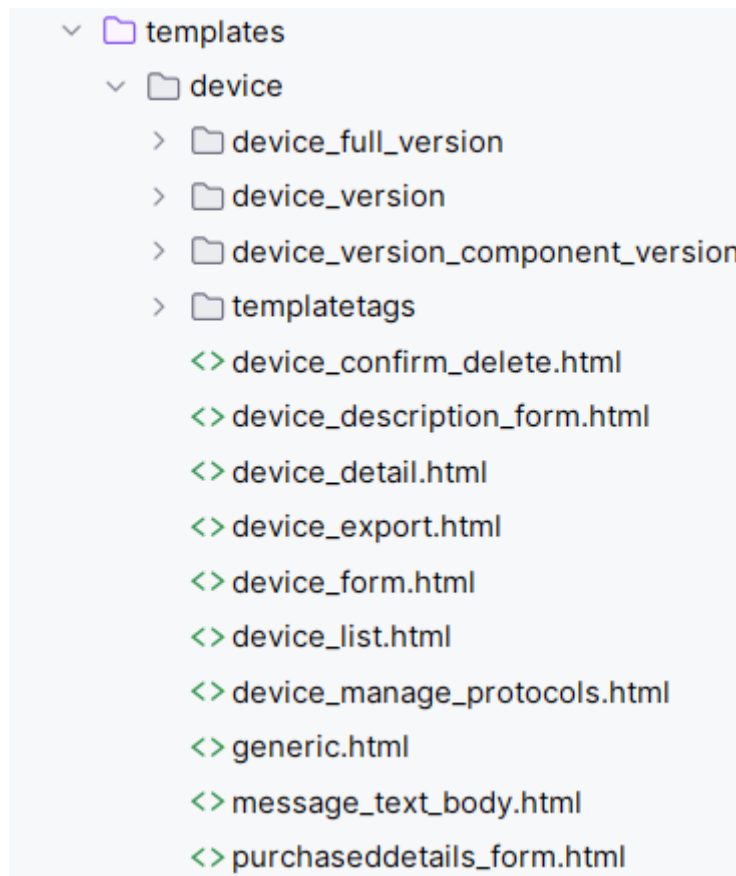 templates
device
device_full_version
device_version
device_version_component_version
templatetags
device_confirm_delete.html
device_description_form.html
device_detail.html
device_export.html
device_form.html
device_list.html
device_manage_protocols.html
generic.html
message_text_body.html
purchaseddetails_form.html